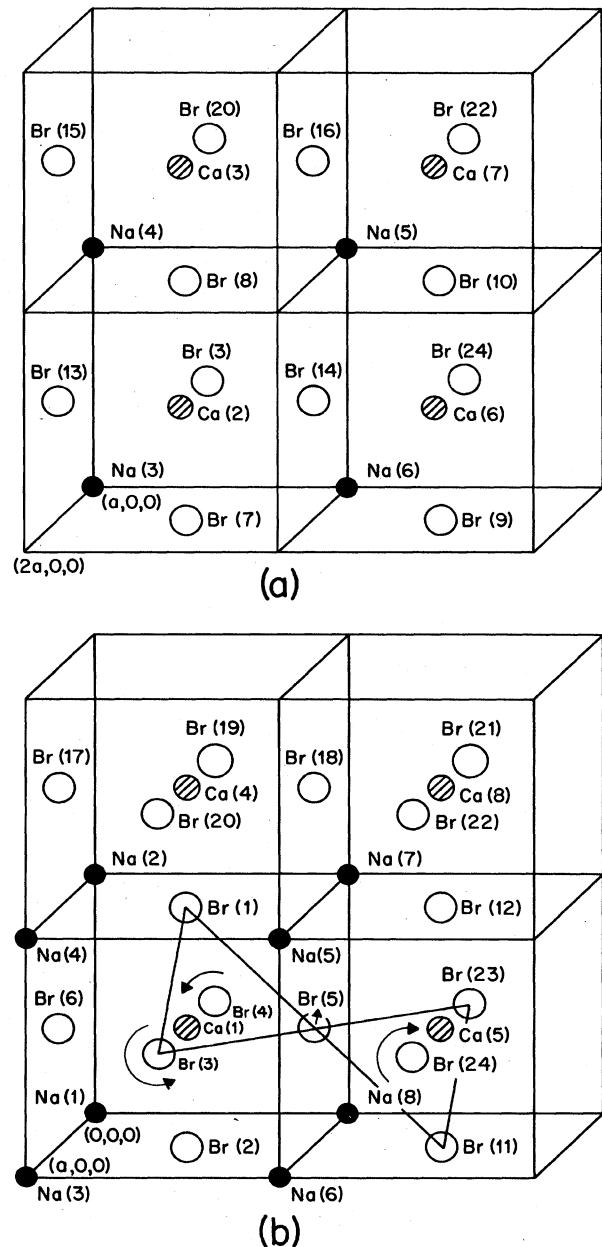 Br (20)
Br (22)
Br (15)
Br (16)
Ca (3)
Ca (7)
Na (4)
Na (5)
Br (8)
Br (10)
Br (3)
Br (24)
Br (13)
Br (14)
Ca (2)
Ca (6)
Na (3)
Na (6)
(a,0,0)
Br (7)
Br (9)
(2a,0,0)
(a)
Br (19)
Br (21)
Br (17)
Br (18)
Ca (4)
Ca (8)
Br (20)
Br (22)
Na (2)
Na (7)
Br (1)
Br (12)
Na (4)
Na (5)
Br (23)
Br (6)
Br (4)
Br (5)
Ca (1)
Ca (5)
Br (3)
Br (24)
Na (1)
Na (8)
(0,0,0)
Br (2)
Br (11)
(a,0,0)
Na (3)
Na (6)
(b)